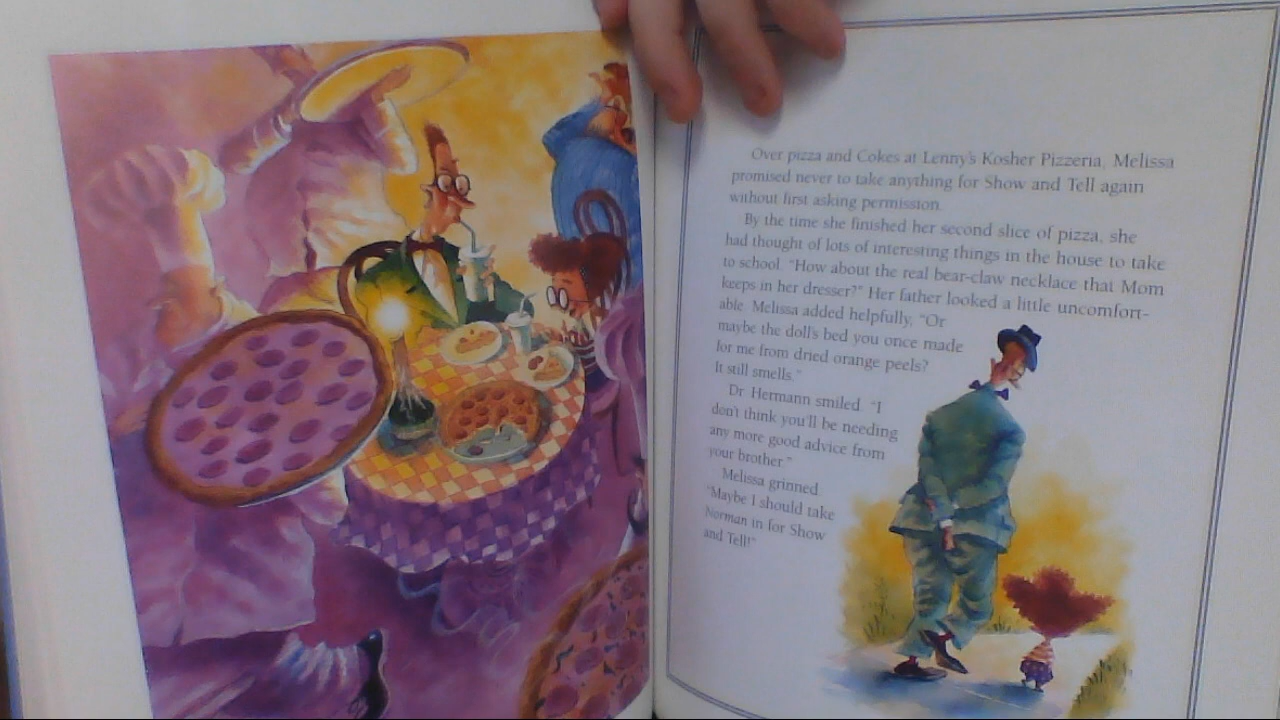 Over pizza and Cokes at Lenny's Kosher Pizzeria, Melissa
promised never to take anything for Show and Tell again
without first asking permission.
By the time she finished her second slice of pizza, she
had thought of lots of interesting things in the house to take
to school. "How about the real bear-claw necklace that Mom
keeps in her dresser?" Her father looked a little uncomfort-
able. Melissa added helpfully, "Or
maybe the doll's bed you once made
for me from dried orange peels?
It still smells."
Dr. Hermann smiled. "I
don't think you'll be needing
any more good advice from
your brother."
Melissa grinned.
"Maybe I should take
Norman in for Show
and Tell!"